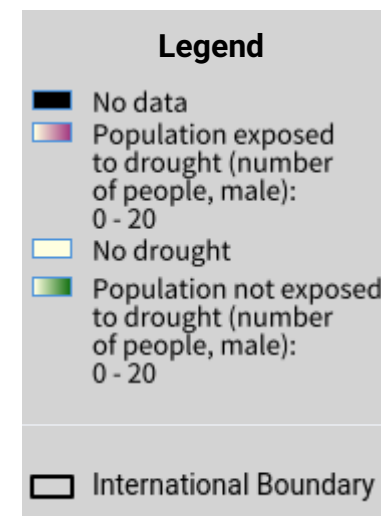 Legend
No data
Population exposed
to drought (number
of people, male):
0 - 20
No drought
Population not exposed
to drought (number
of people, male):
0 - 20
International Boundary